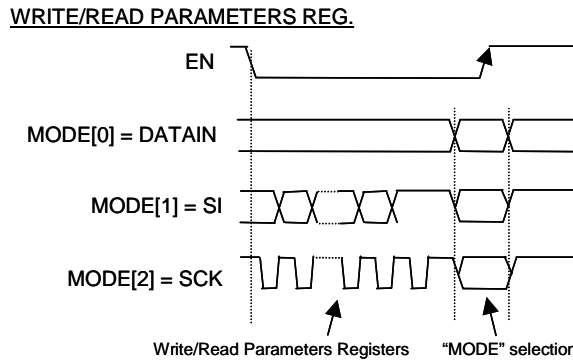 WRITE/READ PARAMETERS REG.
EN
MODE[0] = DATAIN
MODE[1] = SI
MODE[2] = SCK
Write/Read Parameters Registers “MODE” selection